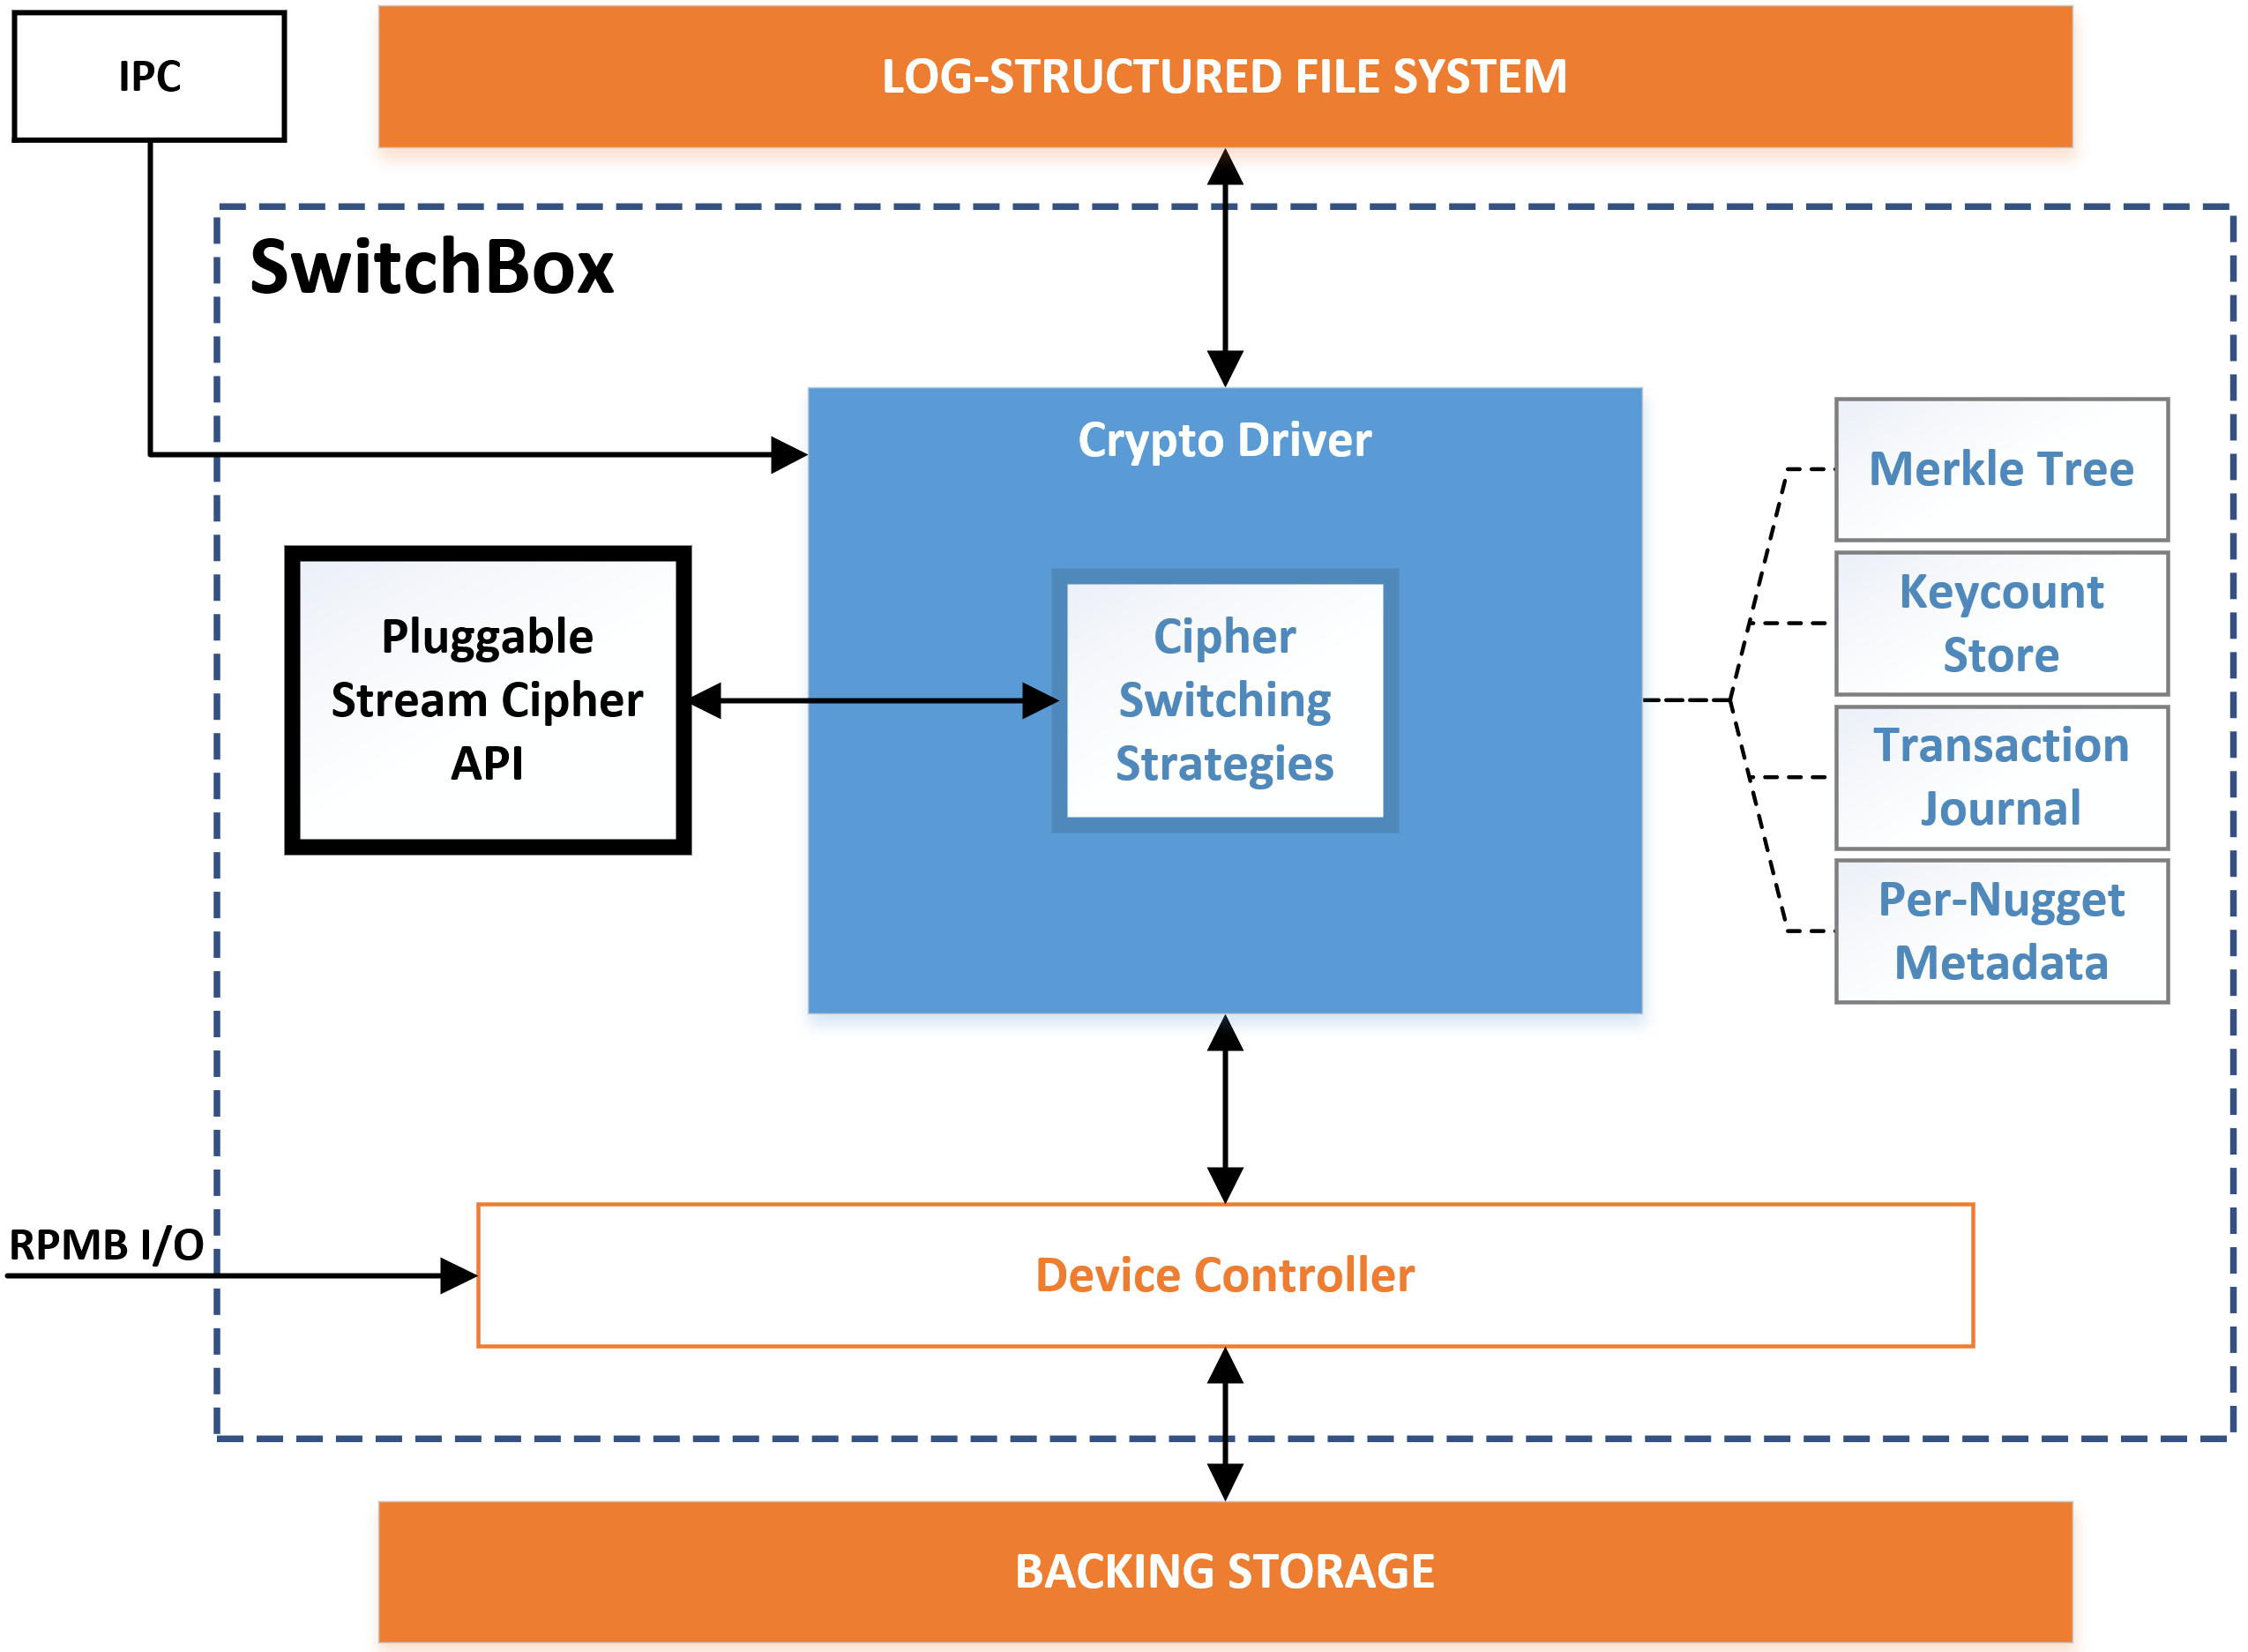 IPC
LOG-STRUCTURED FILE SYSTEM
SwitchBox
Crypto Driver
Pluggable
Stream Cipher
API
Cipher
Switching
Strategies
Merkle Tree
Keycount
Store
Transaction
Journal
Per-Nugget
Metadata
RPMB I/O
Device Controller
BACKING STORAGE